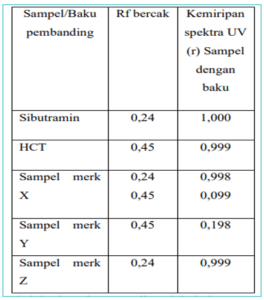 Sampel/Baku pembanding Rf bercak Kemiripan spektra UV (r) Sampel dengan baku
Sibutramin 0,24 1,000
HCT 0,45 0,999
Sampel merk X 0,24 0,998
0,45 0,099
Sampel merk Y 0,45 0,198
Sampel merk Z 0,24 0,999